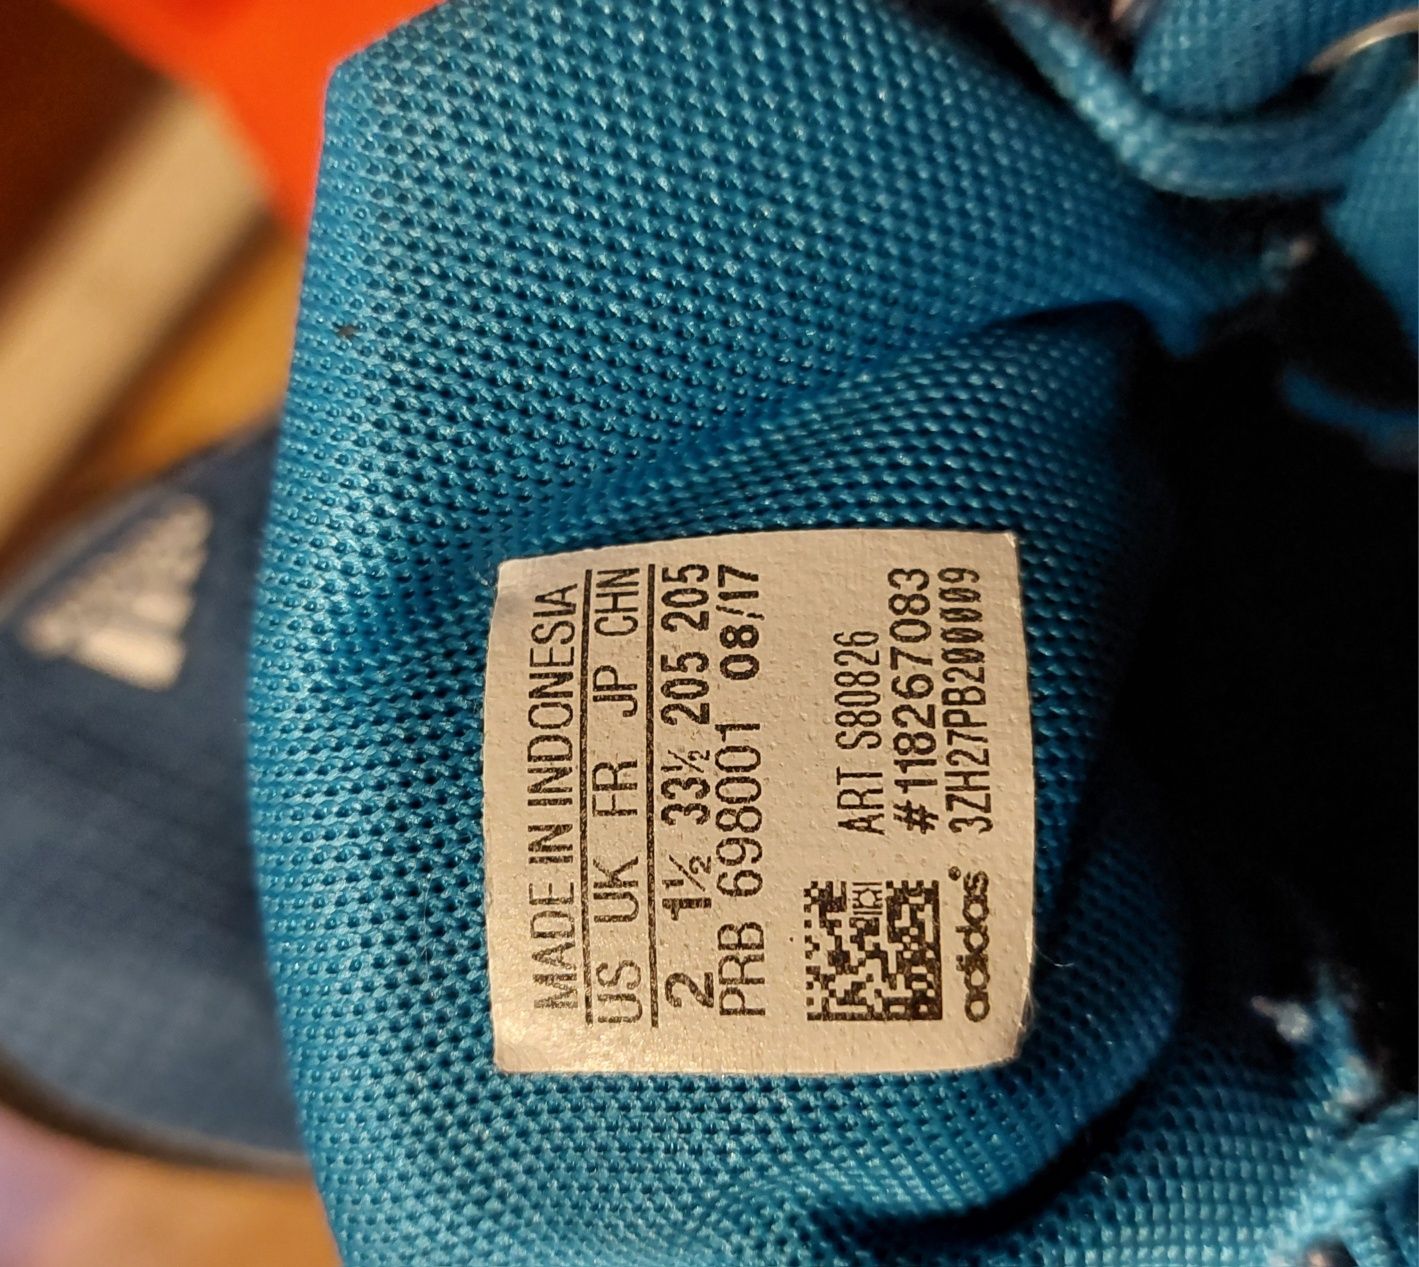 MADE IN INDONESIA
US UK FR JP CHN
2 1½ 33½ 205 205
PRB 698001 08/17
ART S80826
#118267083
3ZH27PB200009
adidas®